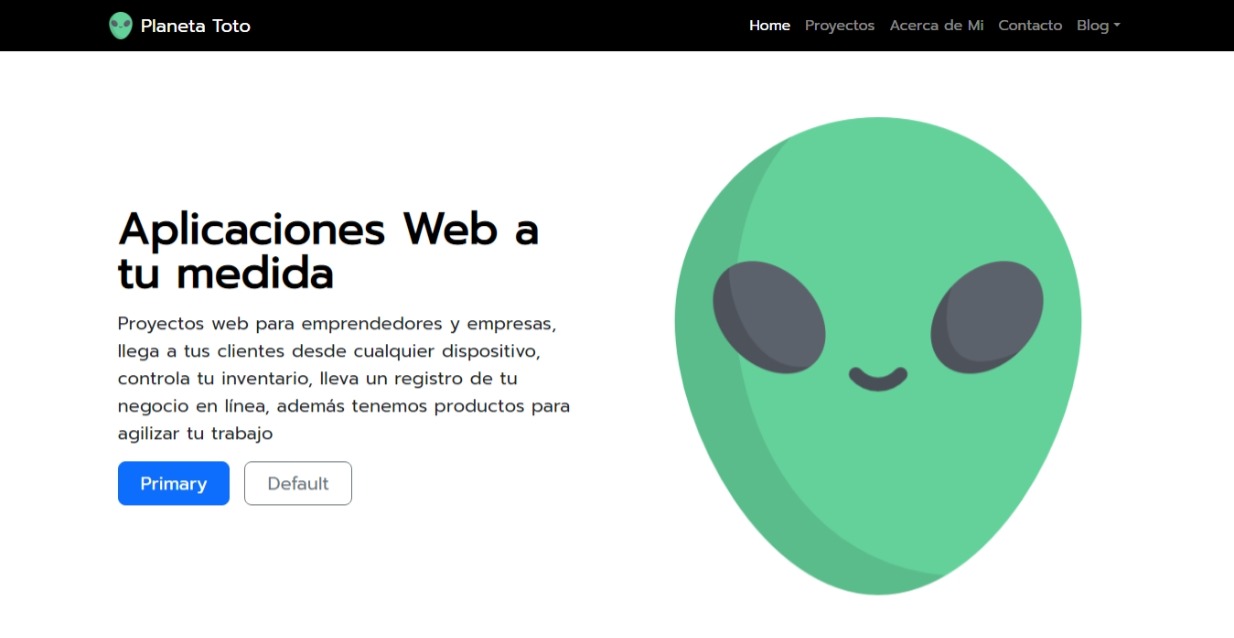 Planeta Toto
Home Proyectos Acerca de Mi Contacto Blog
Aplicaciones Web a
tu medida
Proyectos web para emprendedores y empresas,
llega a tus clientes desde cualquier dispositivo,
controla tu inventario, lleva un registro de tu
negocio en línea, además tenemos productos para
agilizar tu trabajo
Primary Default